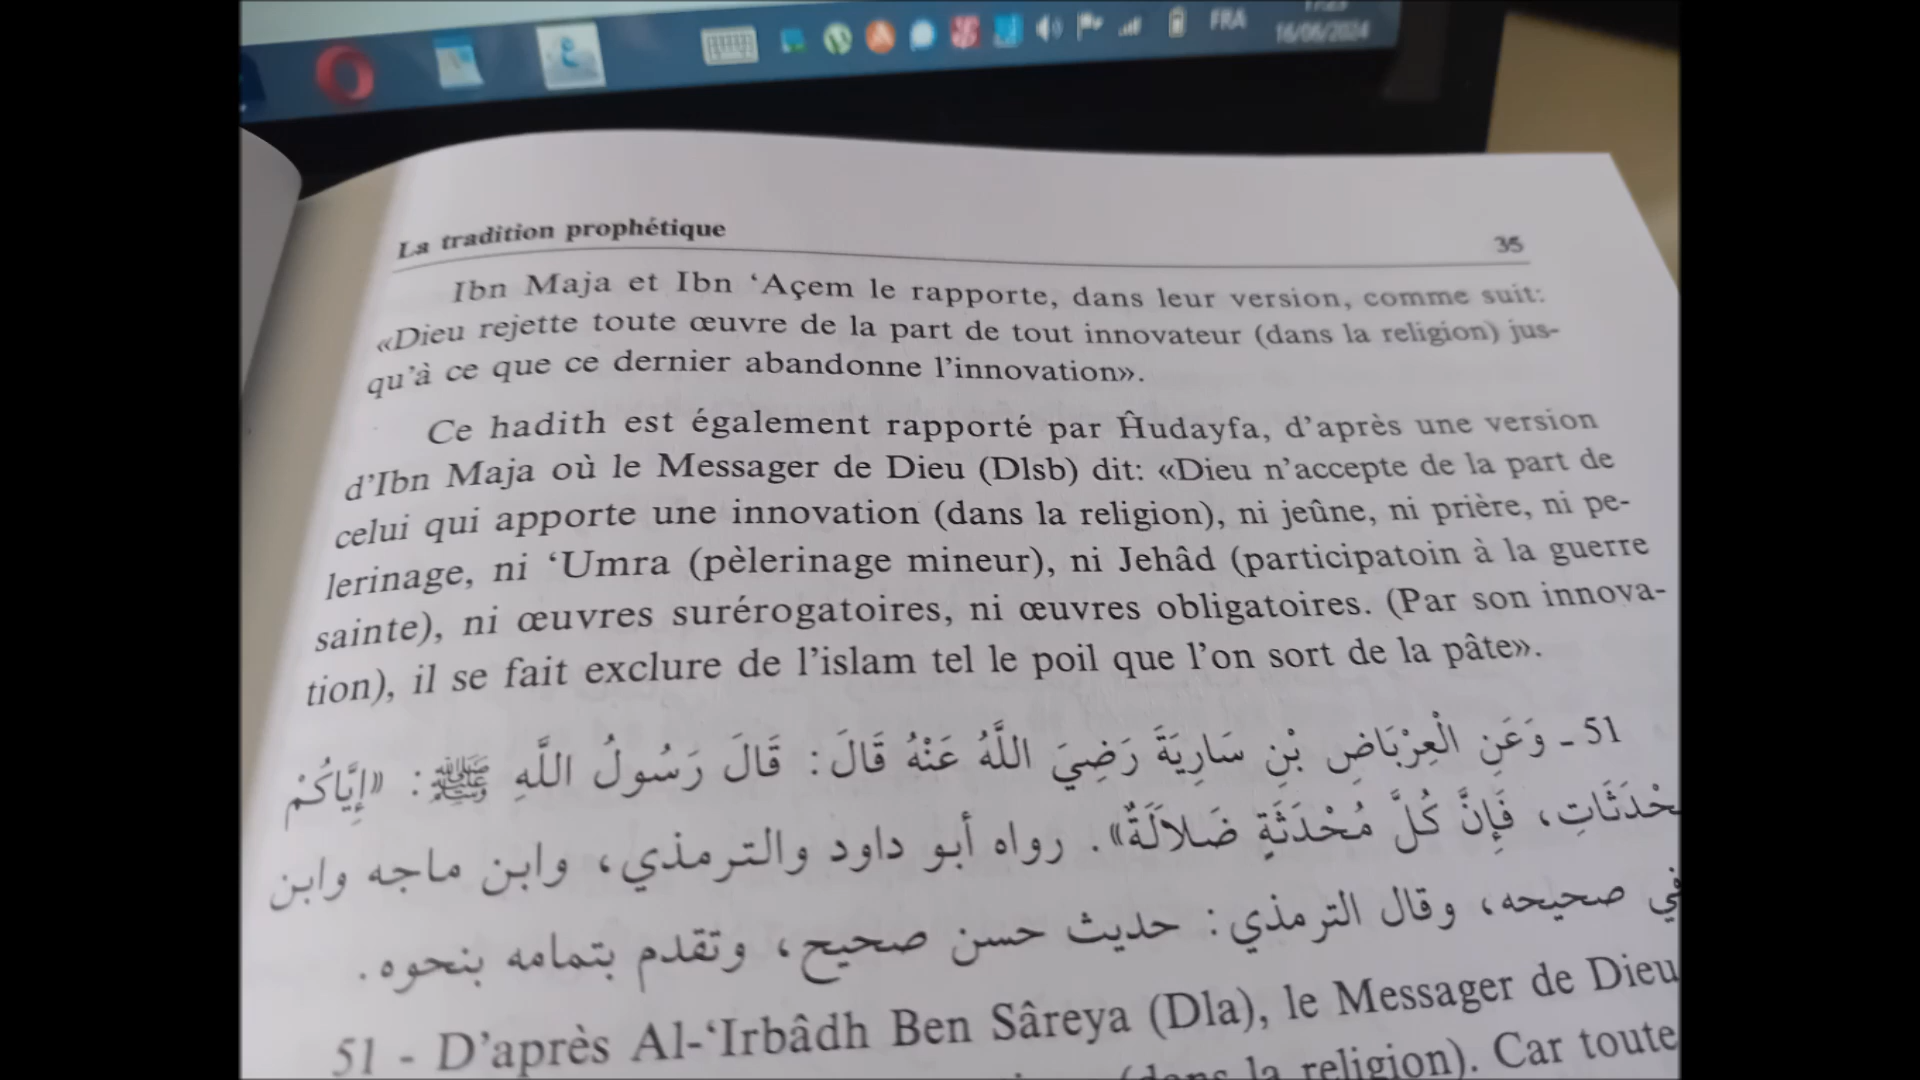 FRA
16/06/2024
La tradition prophétique
35
Ibn Maja et Ibn ‘Açem le rapporte, dans leur version, comme suit:
«Dieu rejette toute œuvre de la part de tout innovateur (dans la religion) jus-
qu’à ce que ce dernier abandonne l’innovation».
Ce hadith est également rapporté par Ĥudayfa, d’après une version
d’Ibn Maja où le Messager de Dieu (Dlsb) dit: «Dieu n’accepte de la part de
celui qui apporte une innovation (dans la religion), ni jeûne, ni prière, ni pe-
lerinage, ni ‘Umra (pèlerinage mineur), ni Jehâd (participatoin à la guerre
sainte), ni œuvres surérogatoires, ni œuvres obligatoires. (Par son innova-
tion), il se fait exclure de l’islam tel le poil que l’on sort de la pâte».
51 ـ وَعَنِ الْعِرْبَاضِ بْنِ سَارِيَةَ رَضِيَ اللَّهُ عَنْهُ قَالَ: قَالَ رَسُولُ اللَّهِ ﷺ: «إِيَّاكُمْ
حْدَثَاتِ، فَإِنَّ كُلَّ مُحْدَثَةٍ ضَلاَلَةٌ». رواه أبو داود والترمذي، وابن ماجه وابن
في صحيحه، وقال الترمذي: حديث حسن صحيح، وتقدم بتمامه بنحوه.
51 - D’après Al-‘Irbâdh Ben Sâreya (Dla), le Messager de Dieu
(dans la religion). Car toute